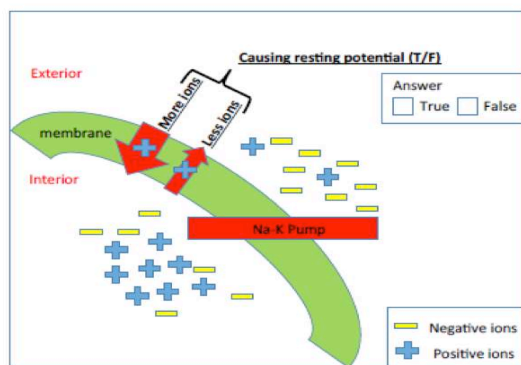 Causing resting potential (T/F)
Exterior
More ions
Less ions
Answer
True False
membrane
Interior
Na-K Pump
Negative ions
Positive ions